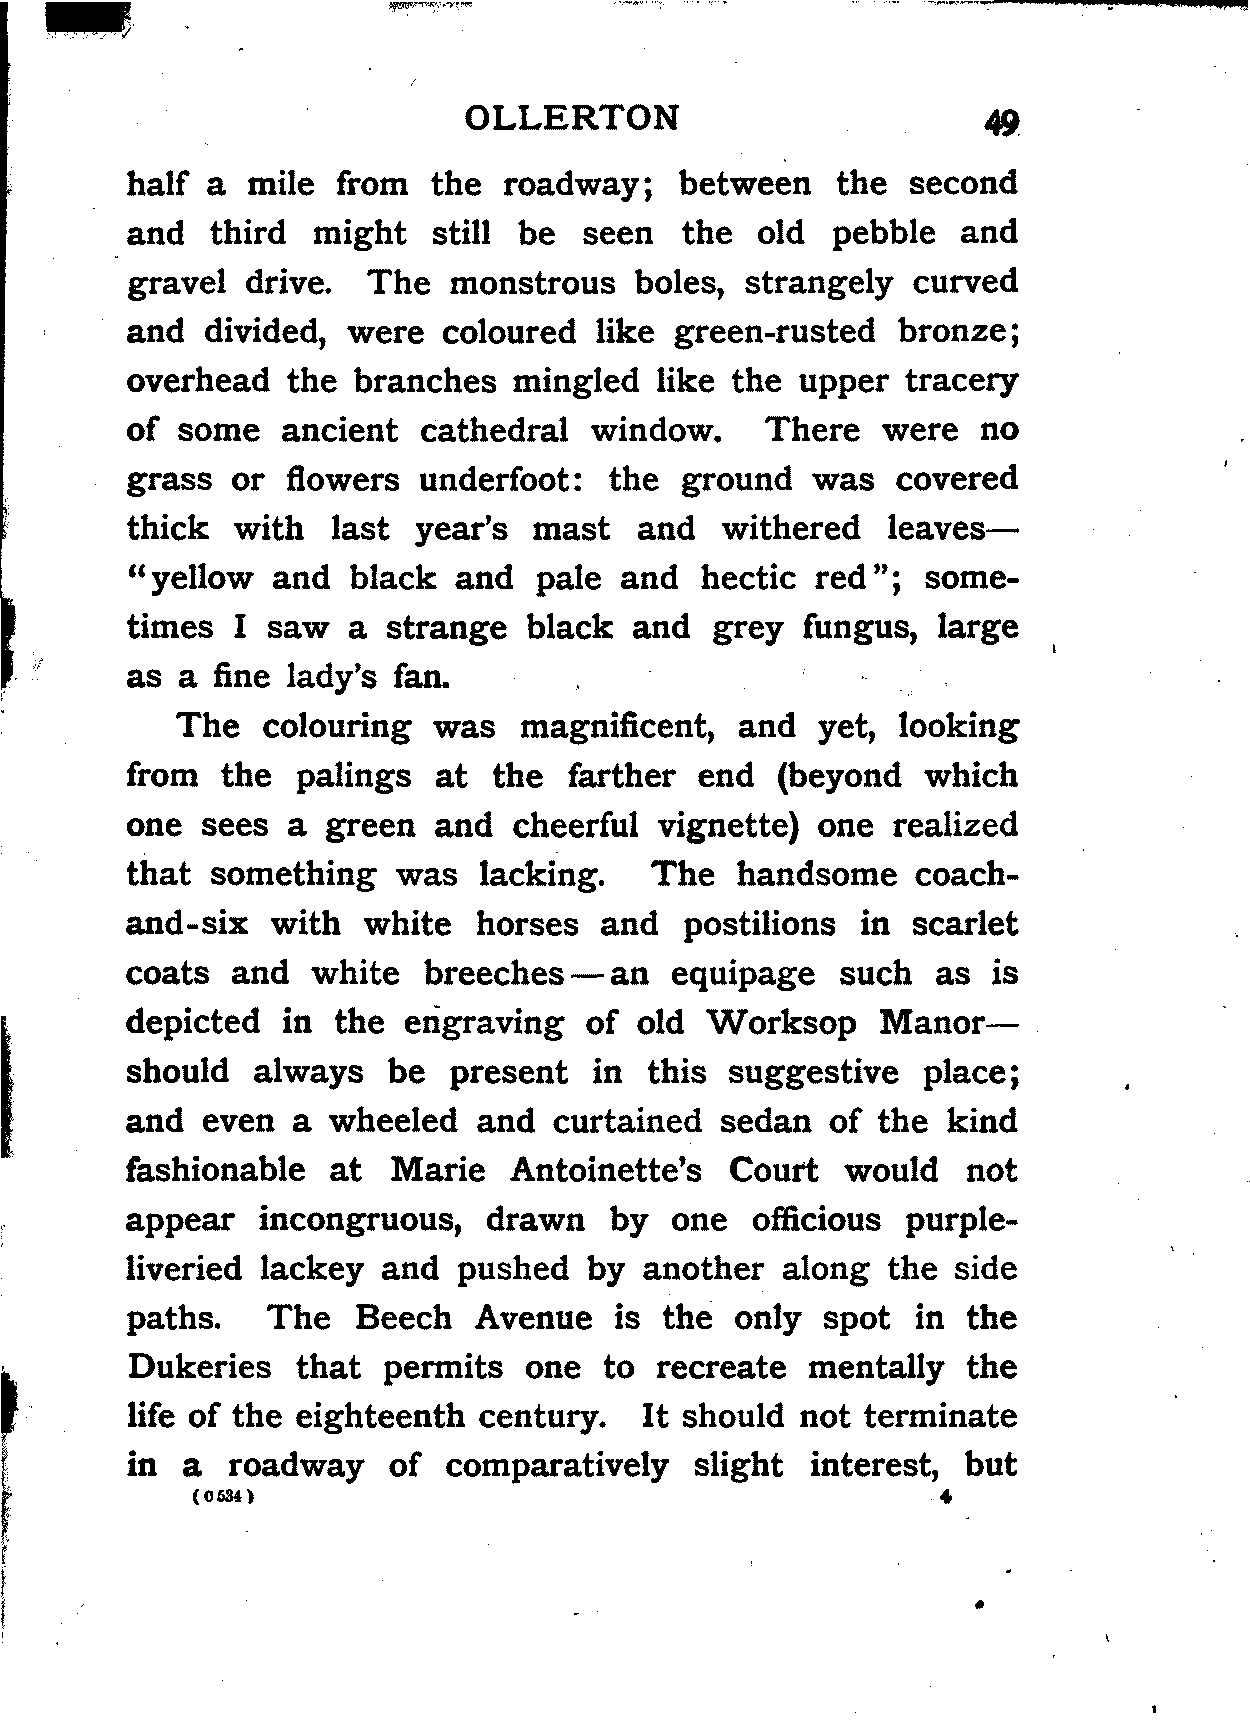 OLLERTON 49
half a mile from the roadway; between the second
and third might still be seen the old pebble and
gravel drive. The monstrous boles, strangely curved
and divided, were coloured like green-rusted bronze;
overhead the branches mingled like the upper tracery
of some ancient cathedral window. There were no
grass or flowers underfoot: the ground was covered
thick with last year's mast and withered leaves—
"yellow and black and pale and hectic red"; some-
times I saw a strange black and grey fungus, large
as a fine lady's fan.
The colouring was magnificent, and yet, looking
from the palings at the farther end (beyond which
one sees a green and cheerful vignette) one realized
that something was lacking. The handsome coach-
and-six with white horses and postilions in scarlet
coats and white breeches—an equipage such as is
depicted in the engraving of old Worksop Manor—
should always be present in this suggestive place;
and even a wheeled and curtained sedan of the kind
fashionable at Marie Antoinette's Court would not
appear incongruous, drawn by one officious purple-
liveried lackey and pushed by another along the side
paths. The Beech Avenue is the only spot in the
Dukeries that permits one to recreate mentally the
life of the eighteenth century. It should not terminate
in a roadway of comparatively slight interest, but
(0534) 4